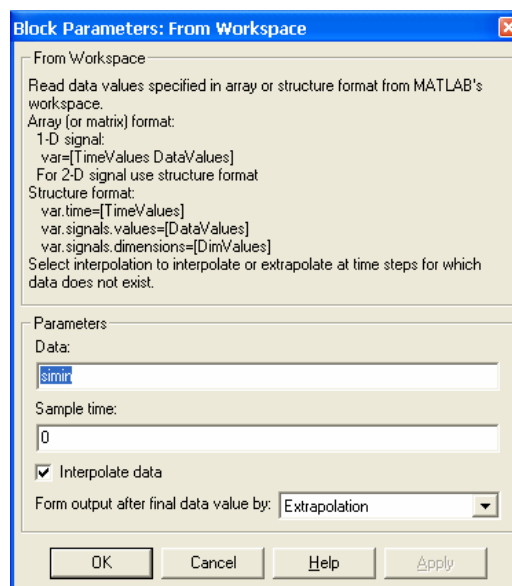 Block Parameters: From Workspace
From Workspace
Read data values specified in array or structure format from MATLAB's
workspace.
Array (or matrix) format:
1-D signal:
var=[TimeValues DataValues]
For 2-D signal use structure format
Structure format:
var.time=[TimeValues]
var.signals.values=[DataValues]
var.signals.dimensions=[DimValues]
Select interpolation to interpolate or extrapolate at time steps for which
data does not exist.
Parameters
Data:
simin
Sample time:
0
Interpolate data
Form output after final data value by: Extrapolation
OK Cancel Help Apply